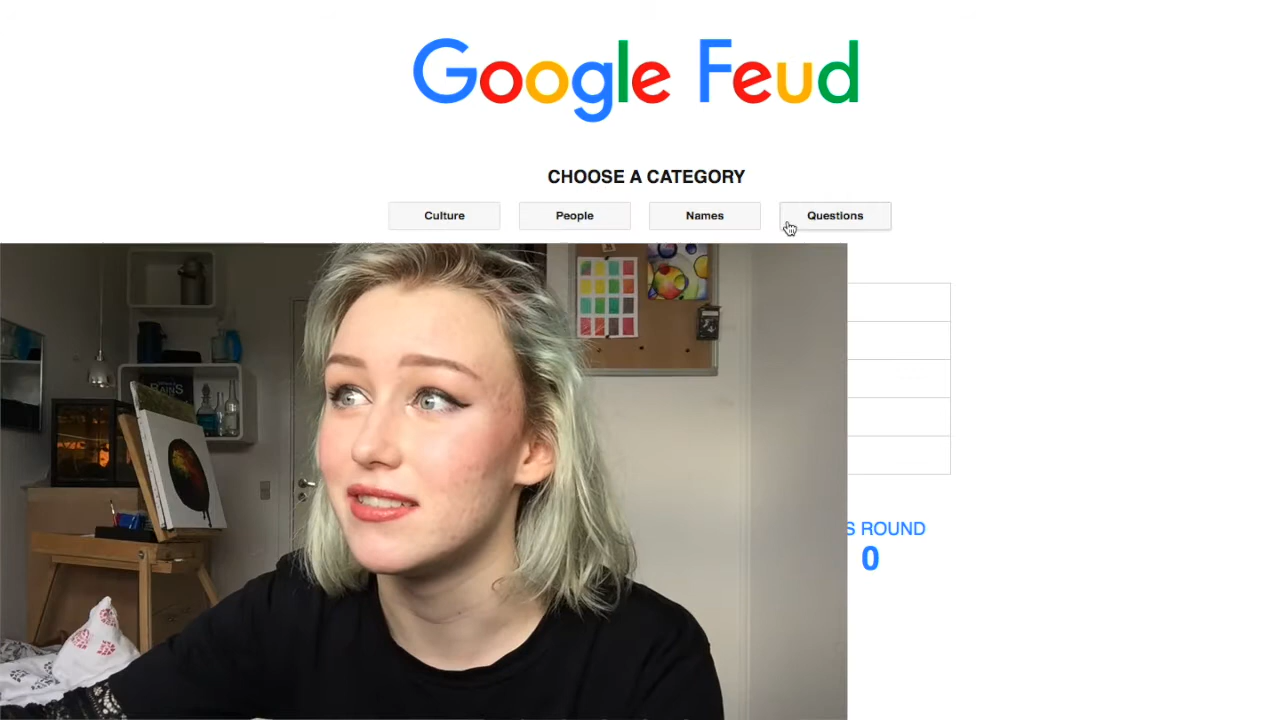 Google Feud
CHOOSE A CATEGORY
Culture People Names Questions
S ROUND
0